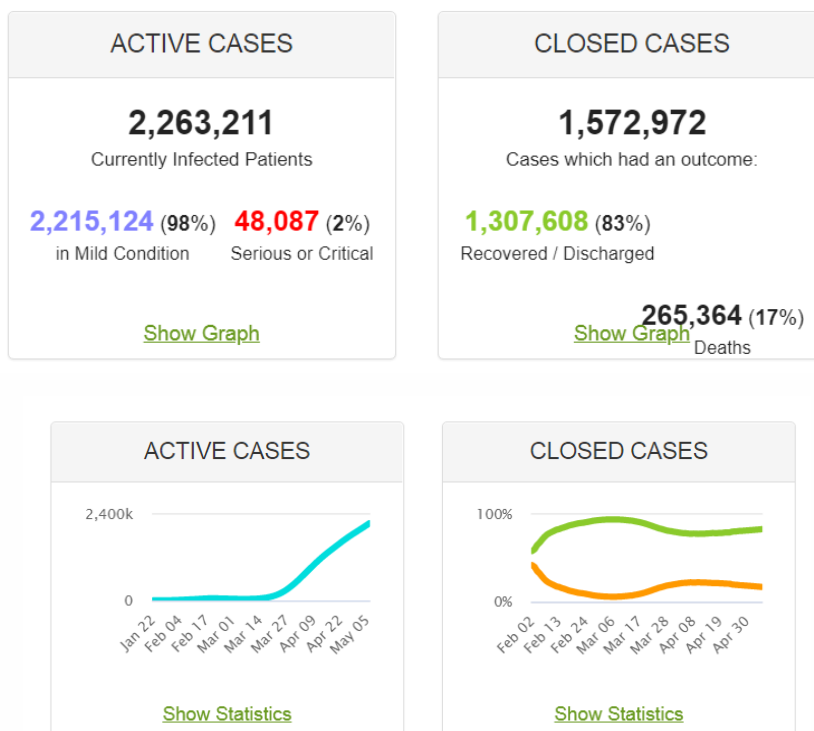 ACTIVE CASES
2,263,211
Currently Infected Patients
2,215,124 (98%) 48,087 (2%)
in Mild Condition Serious or Critical
Show Graph
CLOSED CASES
1,572,972
Cases which had an outcome:
1,307,608 (83%)
Recovered / Discharged
265,364 (17%)
Deaths
Show Graph
ACTIVE CASES
2,400k
0
Jan 22 Feb 04 Feb 17 Mar 01 Mar 14 Mar 27 Apr 09 Apr 22 May 05
Show Statistics
CLOSED CASES
100%
0%
Feb 02 Feb 13 Feb 24 Mar 06 Mar 17 Mar 28 Apr 08 Apr 19 Apr 30
Show Statistics